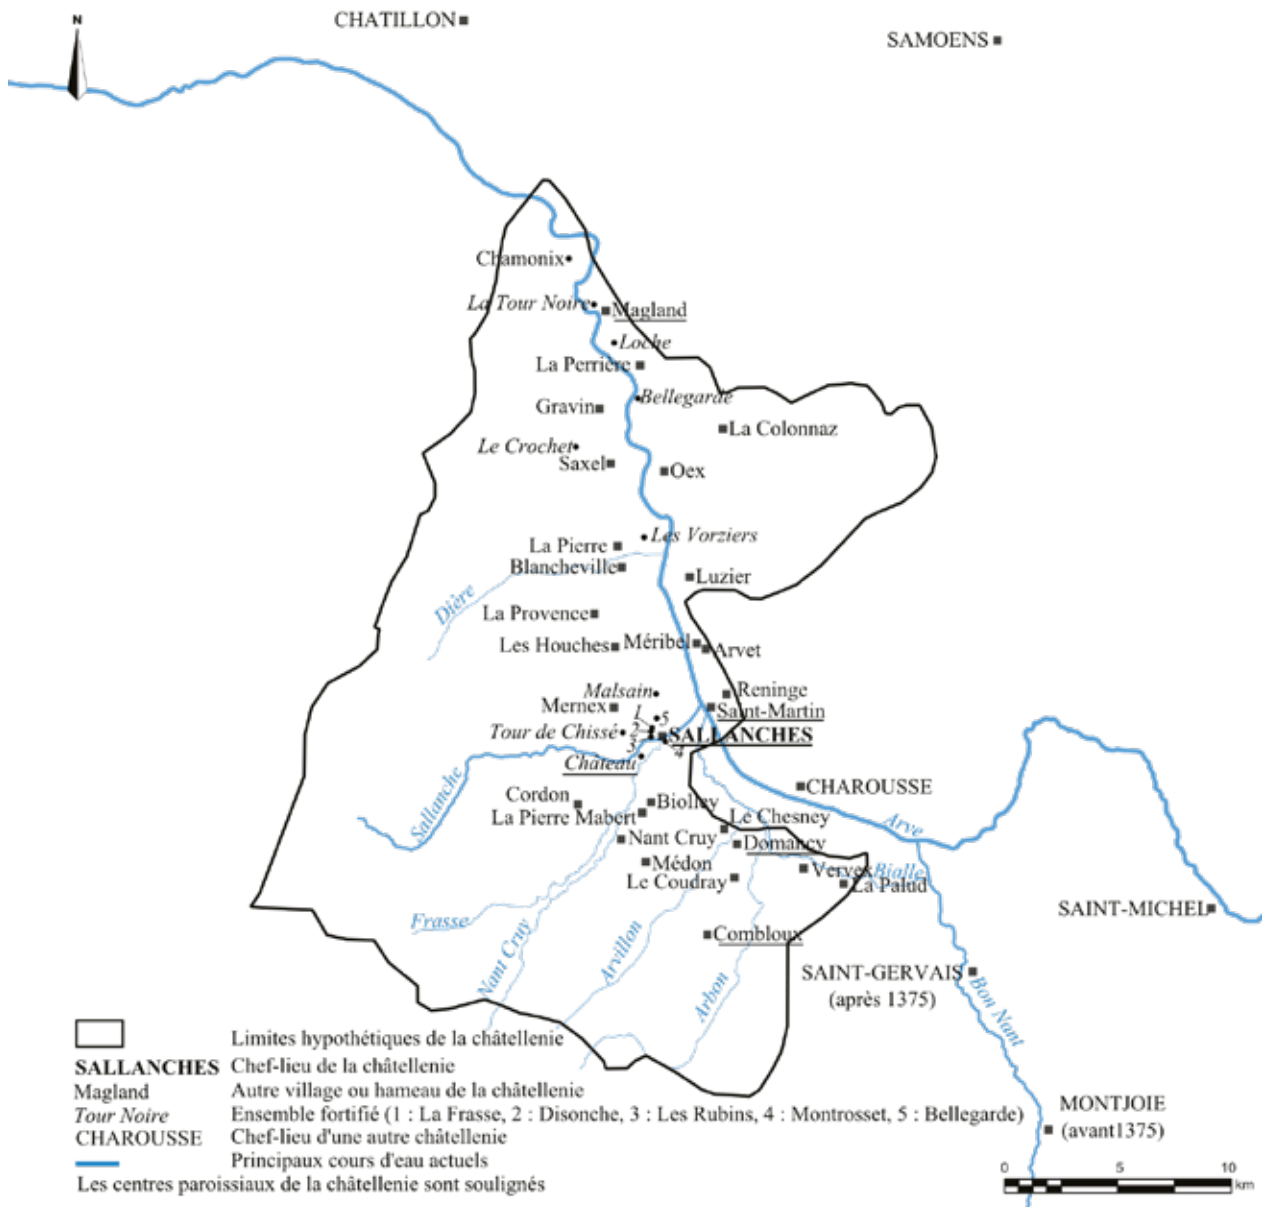 N
CHATILLON
SAMOENS
Chamonix
La Tour Noire
Magland
Loche
La Perrière
Bellegarde
Gravin
La Colonnaz
Le Crochet
Saxel
Oex
Les Vorziers
La Pierre
Blancheville
Luzier
Dière
La Provence
Les Houches
Méribel
Arvet
Malsain
Reninge
Mernex
Saint-Martin
1
5
Tour de Chissé
2
SALLANCHES
3
4
Château
Sallanche
CHAROUSSE
Cordon
Biolley
La Pierre Mabert
Le Chesney
Arve
Nant Cruy
Domancy
Médon
Vervex
Bialle
Le Coudray
La Palud
Frasse
SAINT-MICHEL
Nant Cruy
Arvillon
Combloux
Arbon
SAINT-GERVAIS
(après 1375)
Bon Nant
Limites hypothétiques de la châtellenie
SALLANCHES Chef-lieu de la châtellenie
Magland Autre village ou hameau de la châtellenie
Tour Noire Ensemble fortifié (1 : La Frasse, 2 : Disonche, 3 : Les Rubins, 4 : Montrosset, 5 : Bellegarde)
CHAROUSSE Chef-lieu d'une autre châtellenie
Principaux cours d'eau actuels
Les centres paroissiaux de la châtellenie sont soulignés
MONTJOIE
(avant1375)
0 5 10
km